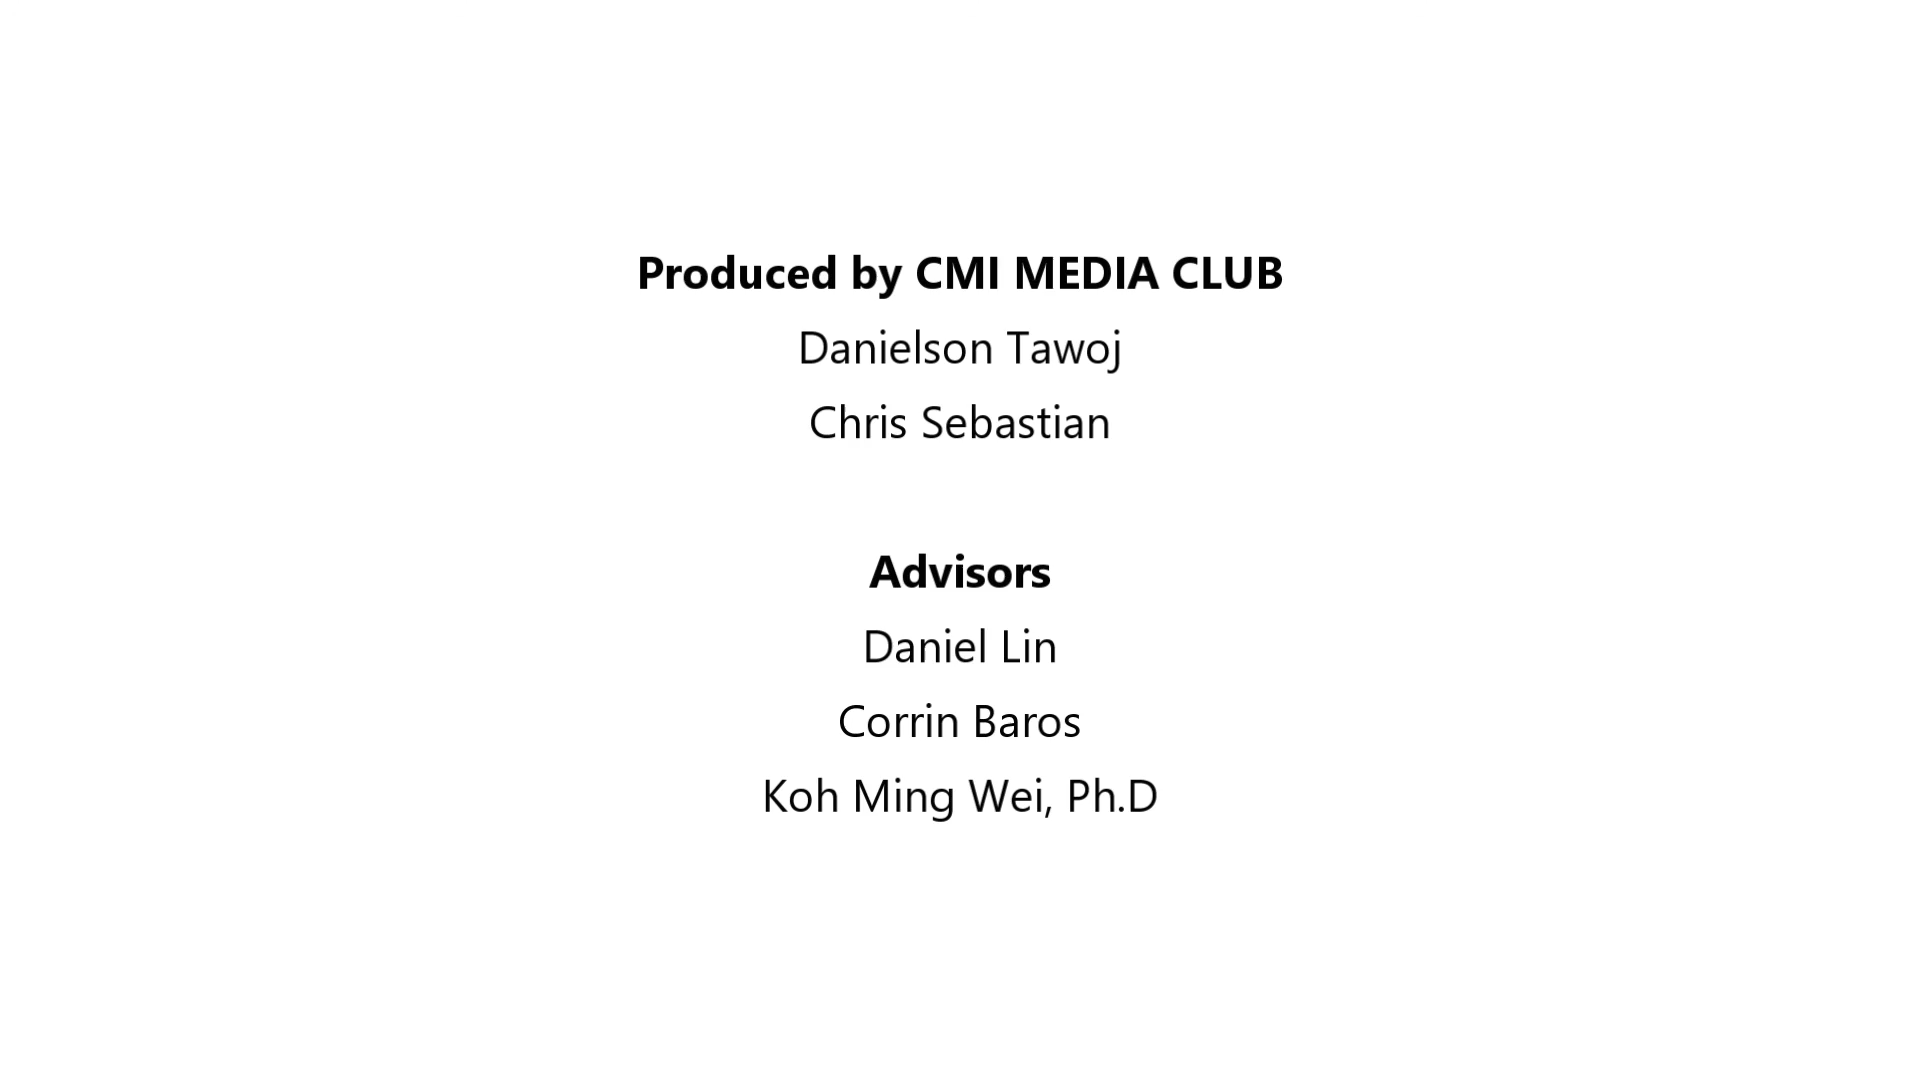 Produced by CMI MEDIA CLUB
Danielson Tawoj
Chris Sebastian
Advisors
Daniel Lin
Corrin Baros
Koh Ming Wei, Ph.D